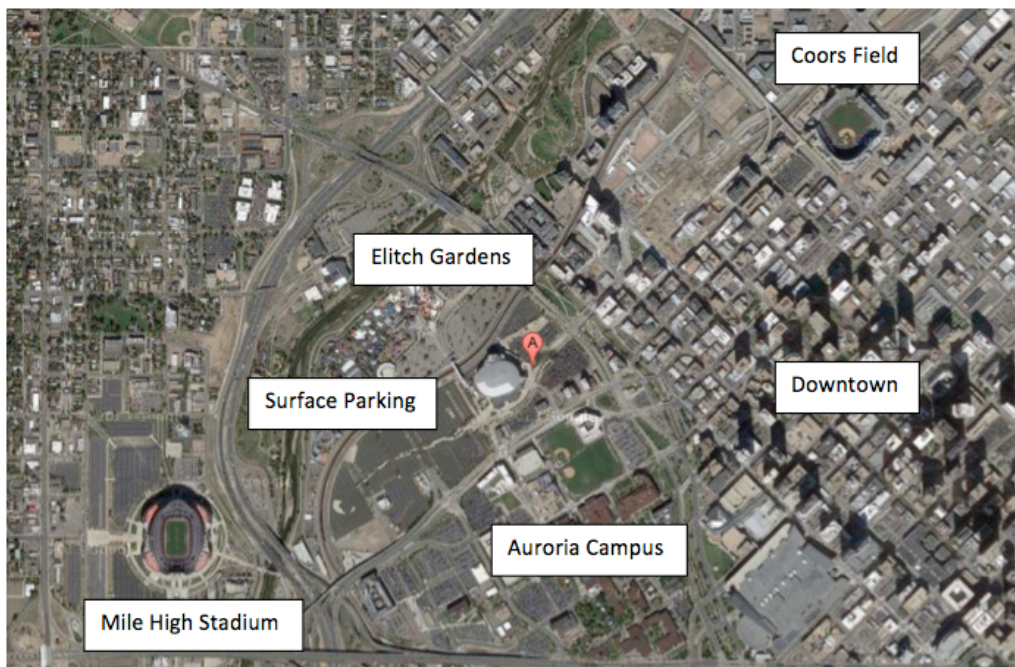 Coors Field
Elitch Gardens
A
Surface Parking
Downtown
Auroria Campus
Mile High Stadium